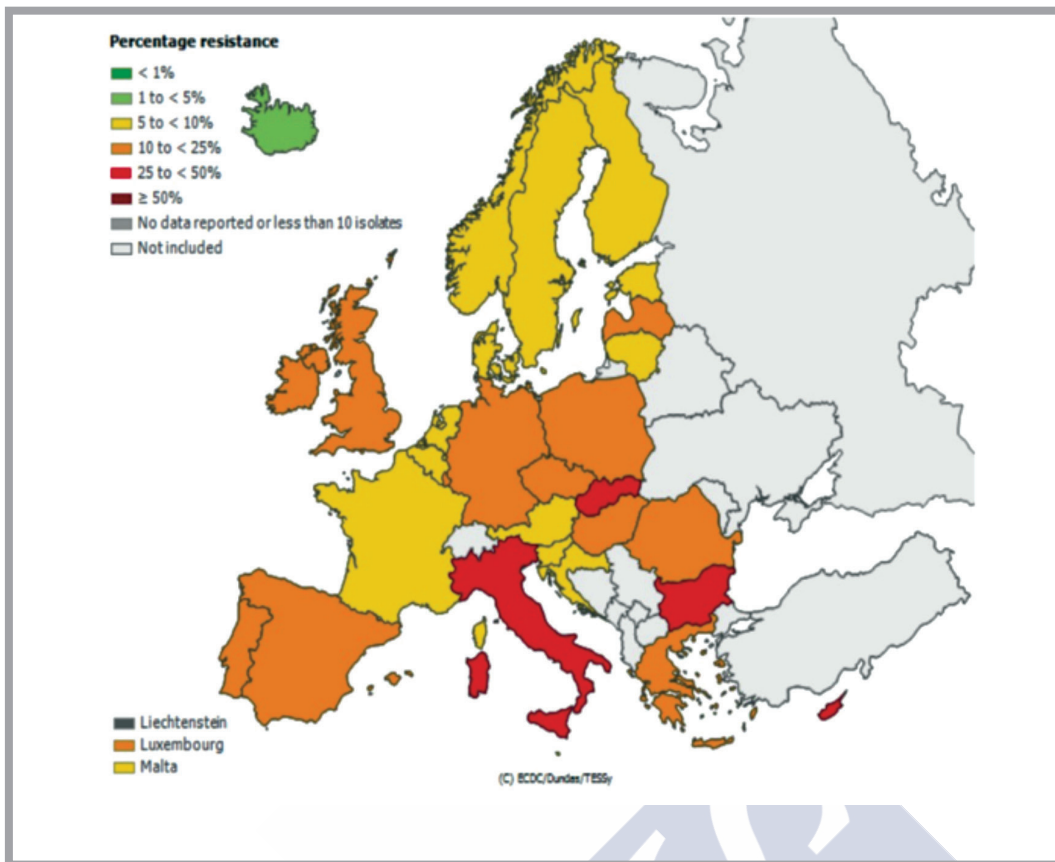 Percentage resistance
< 1%
1 to < 5%
5 to < 10%
10 to < 25%
25 to < 50%
≥ 50%
No data reported or less than 10 isolates
Not included
Liechtenstein
Luxembourg
Malta
(C) ECDC/Dundas/TESSy